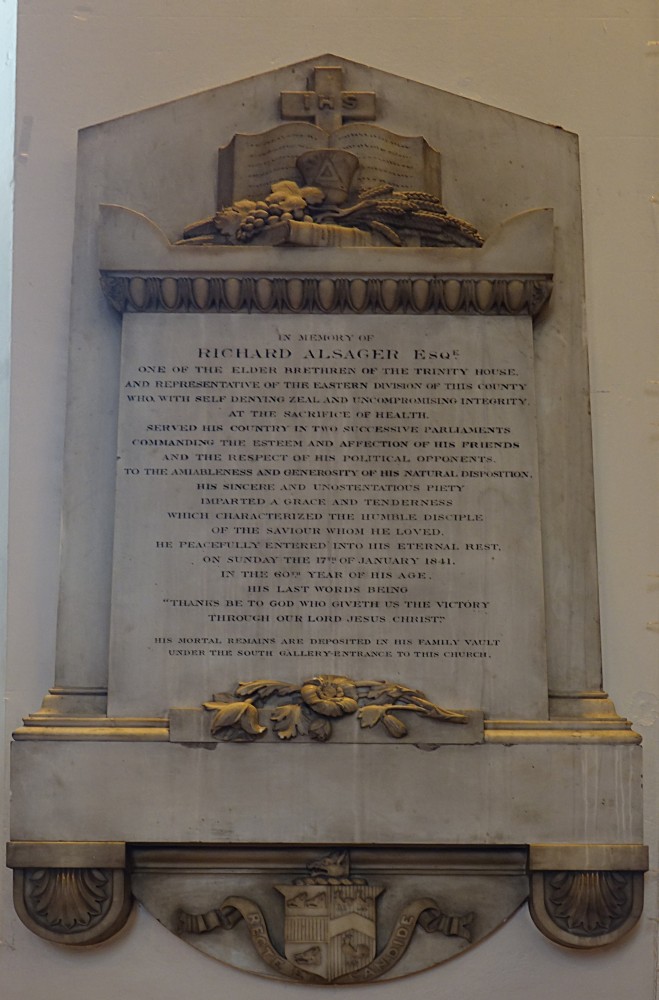 IHS
IN MEMORY OF
RICHARD ALSAGER ESQᴿ.
ONE OF THE ELDER BRETHREN OF THE TRINITY HOUSE,
AND REPRESENTATIVE OF THE EASTERN DIVISION OF THIS COUNTY
WHO, WITH SELF DENYING ZEAL AND UNCOMPROMISING INTEGRITY,
AT THE SACRIFICE OF HEALTH,
SERVED HIS COUNTRY IN TWO SUCCESSIVE PARLIAMENTS
COMMANDING THE ESTEEM AND AFFECTION OF HIS FRIENDS
AND THE RESPECT OF HIS POLITICAL OPPONENTS.
TO THE AMIABLENESS AND GENEROSITY OF HIS NATURAL DISPOSITION,
HIS SINCERE AND UNOSTENTATIOUS PIETY
IMPARTED A GRACE AND TENDERNESS
WHICH CHARACTERIZED THE HUMBLE DISCIPLE
OF THE SAVIOUR WHOM HE LOVED.
HE PEACEFULLY ENTERED INTO HIS ETERNAL REST,
ON SUNDAY THE 17TH OF JANUARY 1841,
IN THE 60TH YEAR OF HIS AGE,
HIS LAST WORDS BEING
"THANKS BE TO GOD WHO GIVETH US THE VICTORY
THROUGH OUR LORD JESUS CHRIST."
HIS MORTAL REMAINS ARE DEPOSITED IN HIS FAMILY VAULT
UNDER THE SOUTH GALLERY-ENTRANCE TO THIS CHURCH.
RECTE ET CANDIDE